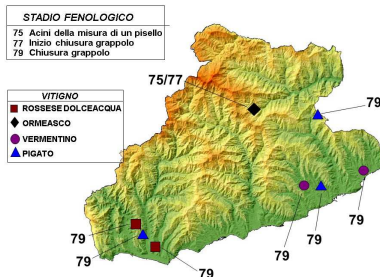 STADIO FENOLOGICO
75 Acini della misura di un pisello
77 Inizio chiusura grappolo
79 Chiusura grappolo
75/77
79
VITIGNO
ROSSESE DOLCEACQUA
ORMEASCO
VERMENTINO
PIGATO
79
79
79
79
79
79